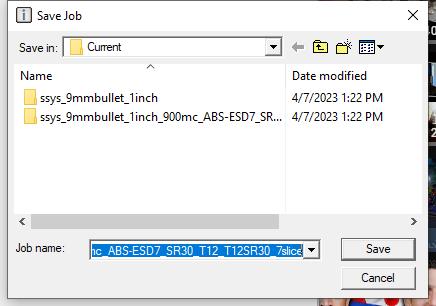 Save Job
Save in: Current
Name Date modified
ssys_9mmbullet_1inch 4/7/2023 1:22 PM
ssys_9mmbullet_1inch_900mc_ABS-ESD7_SR... 4/7/2023 1:22 PM
Job name: mc_ABS-ESD7_SR30_T12_T12SR30_7slice Save
Cancel